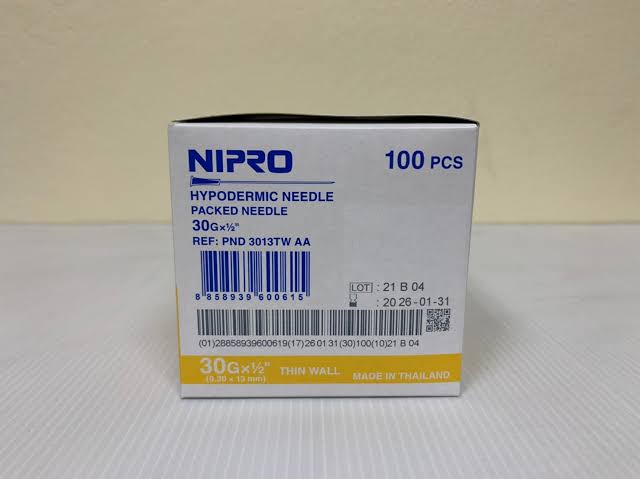 NIPRO
100 PCS
HYPODERMIC NEEDLE
PACKED NEEDLE
30G×½"
REF: PND 3013TW AA
8 858939 600615
LOT : 21 B 04
: 2026-01-31
(01)28858939600619(17)260131(30)100(10)21 B 04
30G×½" THIN WALL MADE IN THAILAND
(0.30 × 13 mm)